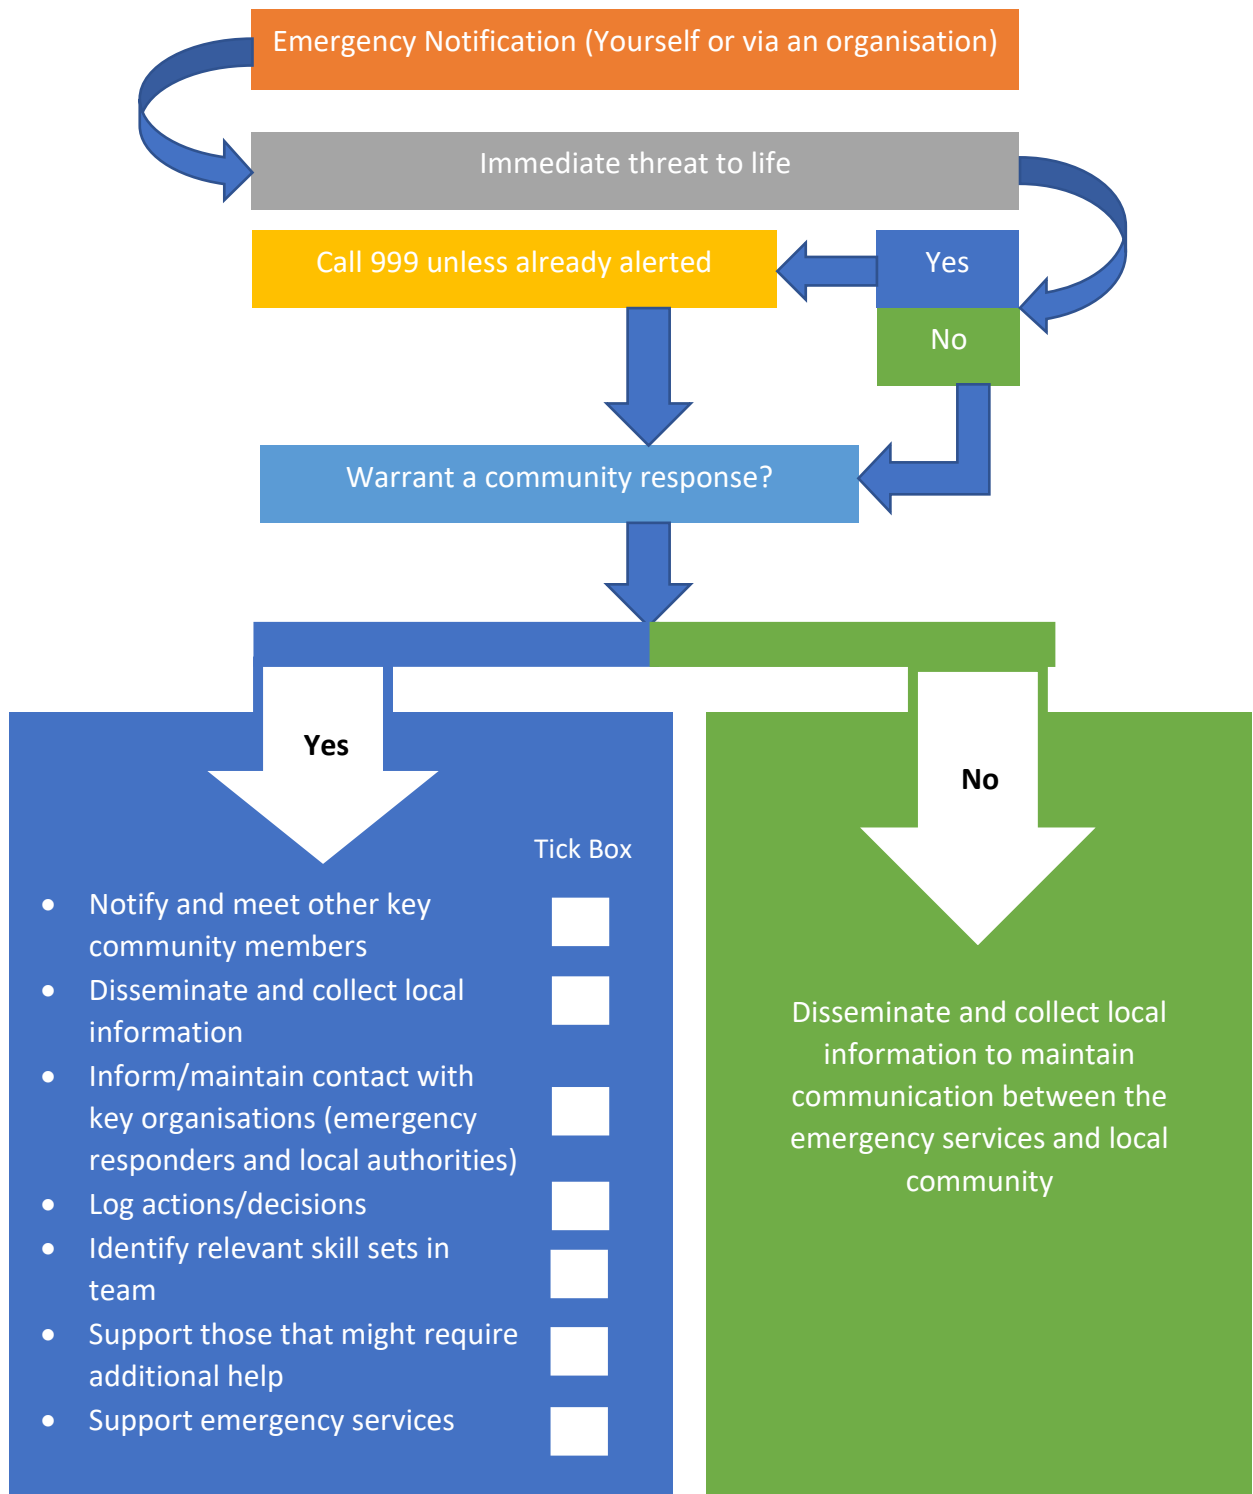 Emergency Notification (Yourself or via an organisation)
Immediate threat to life
Call 999 unless already alerted
Yes
No
Warrant a community response?
Yes
No
Tick Box
• Notify and meet other key
community members
• Disseminate and collect local
information
• Inform/maintain contact with
key organisations (emergency
responders and local authorities)
• Log actions/decisions
• Identify relevant skill sets in
team
• Support those that might require
additional help
• Support emergency services
Disseminate and collect local
information to maintain
communication between the
emergency services and local
community